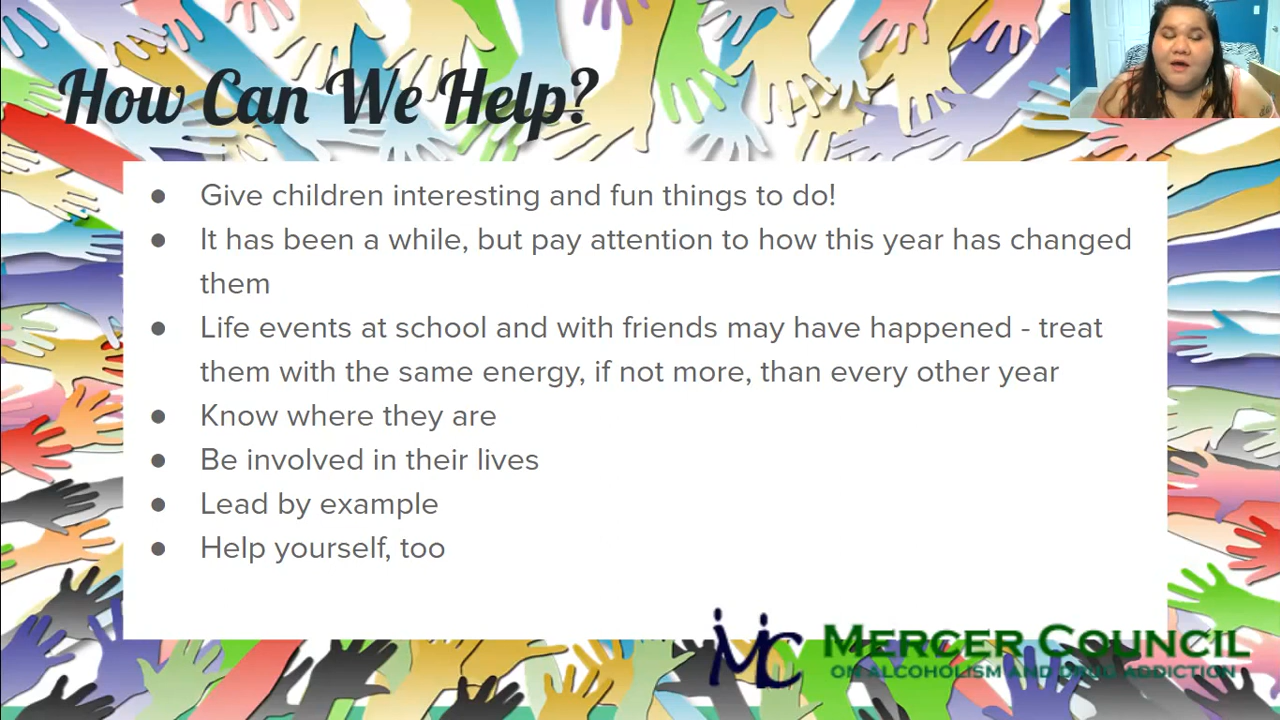 How Can We Help?
● Give children interesting and fun things to do!
● It has been a while, but pay attention to how this year has changed
them
● Life events at school and with friends may have happened - treat
them with the same energy, if not more, than every other year
● Know where they are
● Be involved in their lives
● Lead by example
● Help yourself, too
MERCER COUNCIL
ON ALCOHOLISM AND DRUG ADDICTION